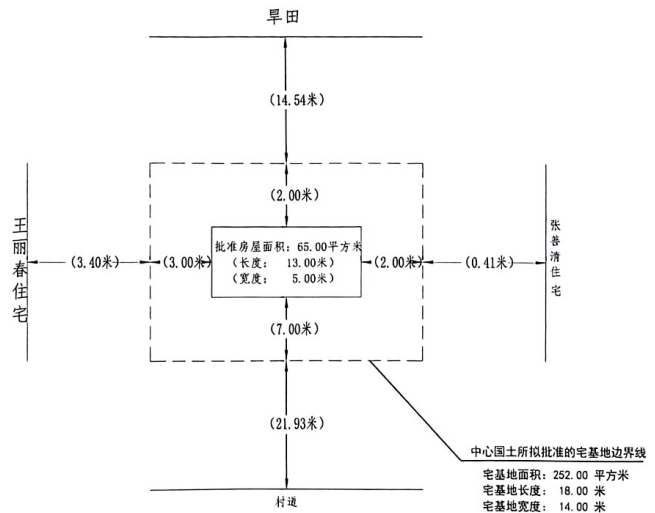 旱田
(14.54米)
(2.00米)
王丽春住宅
(3.40米)
(3.00米)
批准房屋面积：65.00平方米
(长度： 13.00米)
(宽度： 5.00米)
(2.00米)
(0.41米)
张善清住宅
(7.00米)
(21.93米)
中心国土所拟批准的宅基地边界线
宅基地面积：252.00 平方米
宅基地长度： 18.00 米
宅基地宽度： 14.00 米
村道